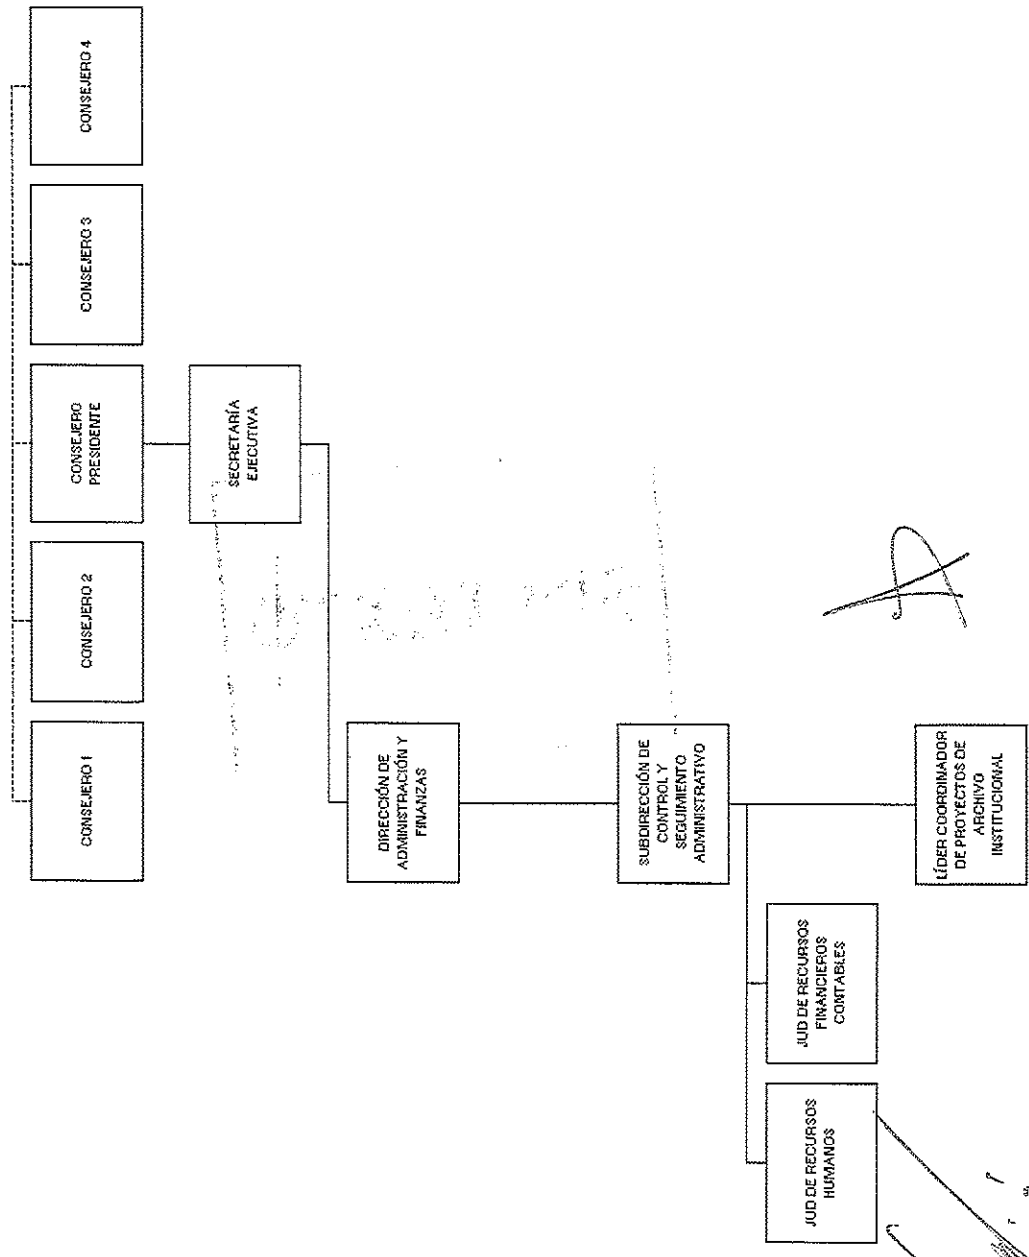 CONSEJERO 1
CONSEJERO 2
CONSEJERO
PRESIDENTE
CONSEJERO 3
CONSEJERO 4
SECRETARÍA
EJECUTIVA
DIRECCIÓN DE
ADMINISTRACIÓN Y
FINANZAS
SUBDIRECCIÓN DE
CONTROL Y
SEGUIMIENTO
ADMINISTRATIVO
JUD DE RECURSOS
HUMANOS
JUD DE RECURSOS
FINANCIEROS
CONTABLES
LÍDER COORDINADOR
DE PROYECTOS DE
ARCHIVO
INSTITUCIONAL